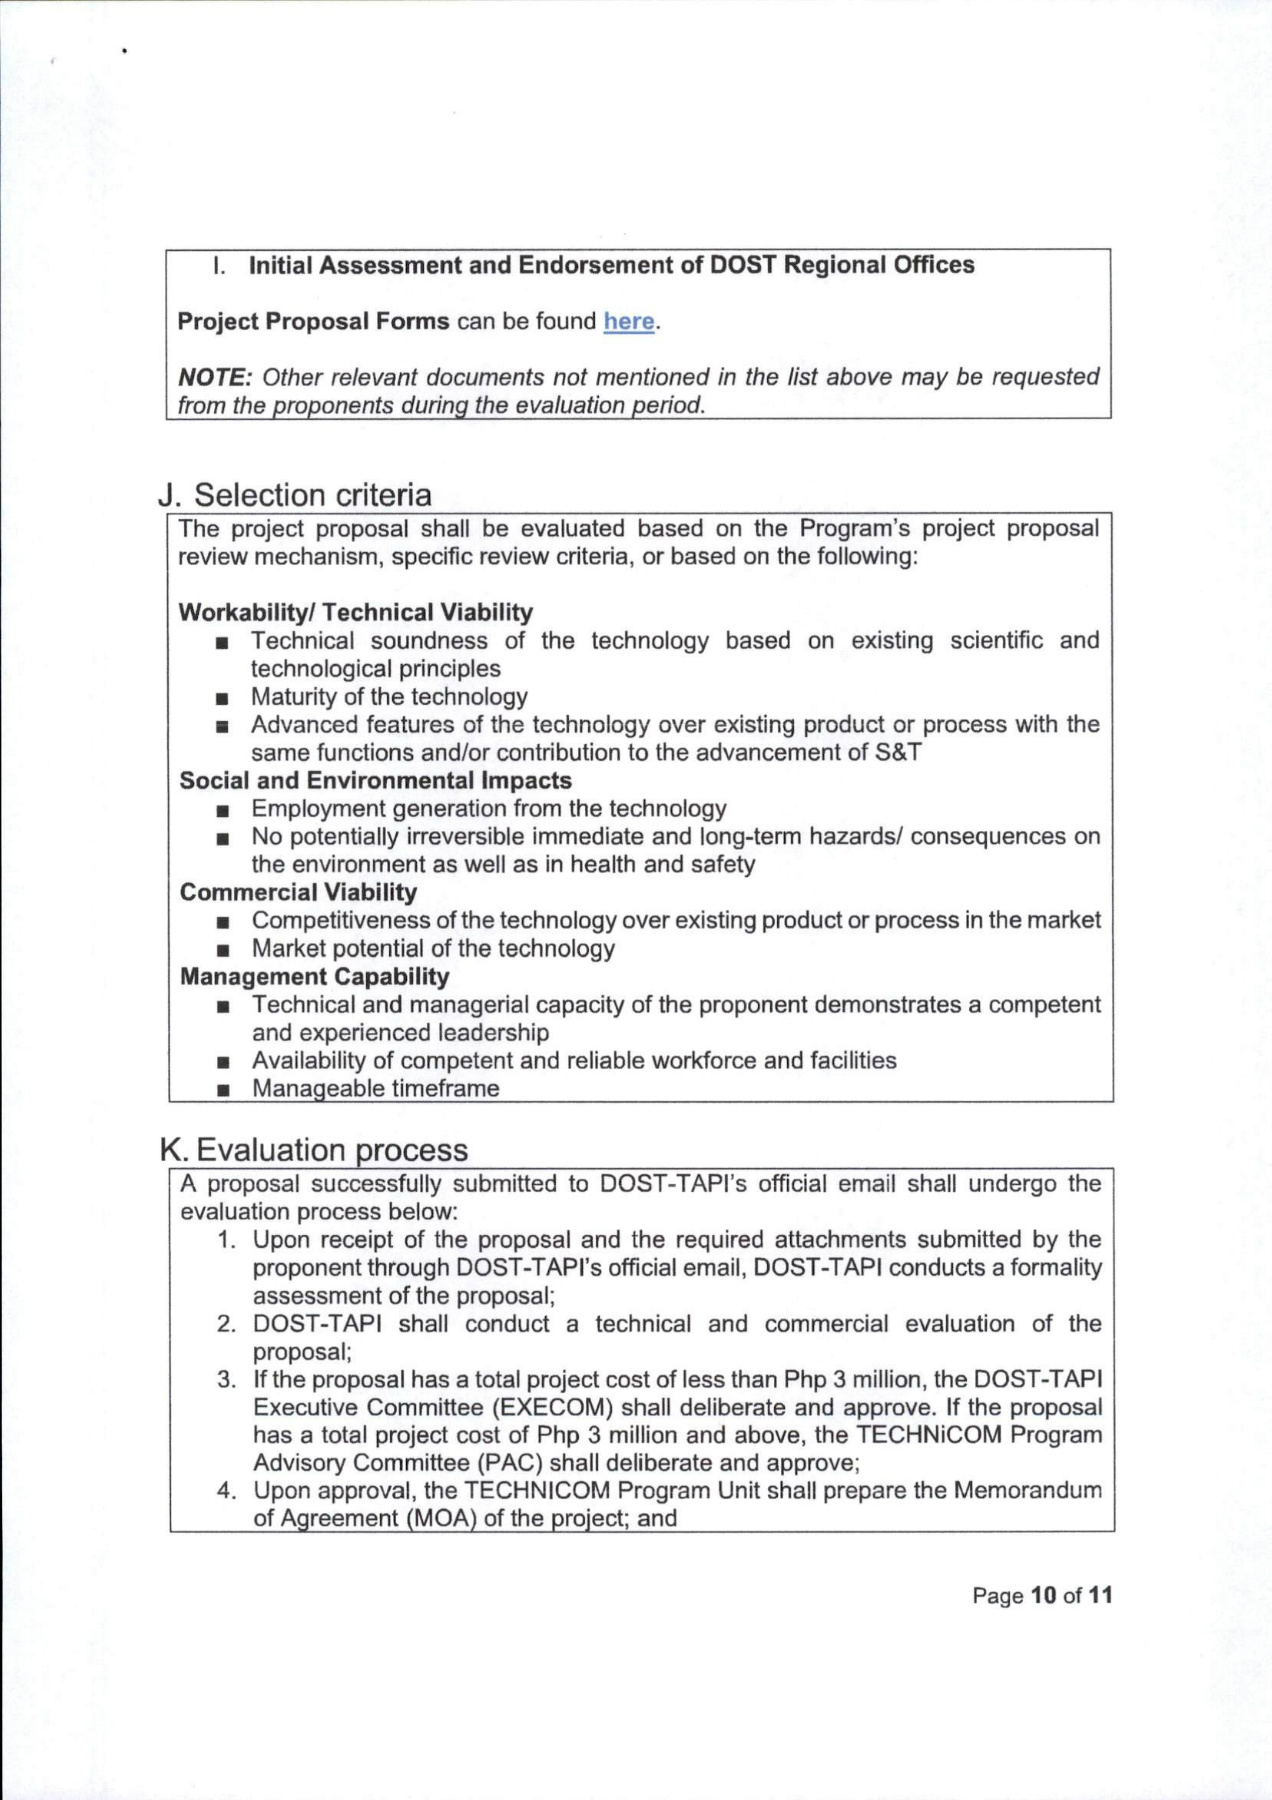 I. Initial Assessment and Endorsement of DOST Regional Offices
Project Proposal Forms can be found here.
NOTE: Other relevant documents not mentioned in the list above may be requested
from the proponents during the evaluation period.
J. Selection criteria
The project proposal shall be evaluated based on the Program's project proposal
review mechanism, specific review criteria, or based on the following:
Workability/ Technical Viability
■ Technical soundness of the technology based on existing scientific and
technological principles
■ Maturity of the technology
■ Advanced features of the technology over existing product or process with the
same functions and/or contribution to the advancement of S&T
Social and Environmental Impacts
■ Employment generation from the technology
■ No potentially irreversible immediate and long-term hazards/ consequences on
the environment as well as in health and safety
Commercial Viability
■ Competitiveness of the technology over existing product or process in the market
■ Market potential of the technology
Management Capability
■ Technical and managerial capacity of the proponent demonstrates a competent
and experienced leadership
■ Availability of competent and reliable workforce and facilities
■ Manageable timeframe
K. Evaluation process
A proposal successfully submitted to DOST-TAPI's official email shall undergo the
evaluation process below:
1. Upon receipt of the proposal and the required attachments submitted by the
proponent through DOST-TAPI's official email, DOST-TAPI conducts a formality
assessment of the proposal;
2. DOST-TAPI shall conduct a technical and commercial evaluation of the
proposal;
3. If the proposal has a total project cost of less than Php 3 million, the DOST-TAPI
Executive Committee (EXECOM) shall deliberate and approve. If the proposal
has a total project cost of Php 3 million and above, the TECHNiCOM Program
Advisory Committee (PAC) shall deliberate and approve;
4. Upon approval, the TECHNICOM Program Unit shall prepare the Memorandum
of Agreement (MOA) of the project; and
Page 10 of 11